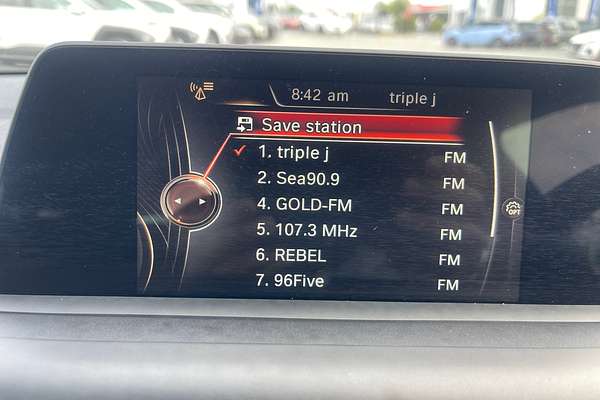 8:42 am triple j
Save station
1. triple j FM
2. Sea90.9 FM
4. GOLD-FM FM
5. 107.3 MHz FM
6. REBEL FM
7. 96Five FM
OPT